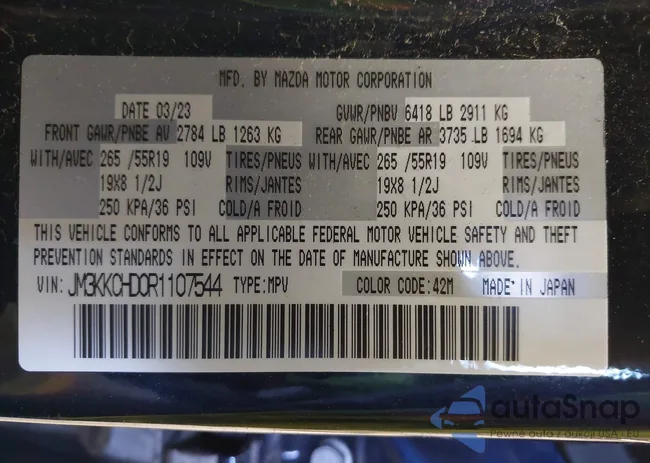 MFD. BY MAZDA MOTOR CORPORATION
DATE 03/23 GVWR/PNBV 6418 LB 2911 KG
FRONT GAWR/PNBE AV 2784 LB 1263 KG REAR GAWR/PNBE AR 3735 LB 1694 KG
WITH/AVEC 265 /55R19 109V TIRES/PNEUS WITH/AVEC 265 /55R19 109V TIRES/PNEUS
19X8 1/2J RIMS/JANTES 19X8 1/2J RIMS/JANTES
250 KPA/36 PSI COLD/A FROID 250 KPA/36 PSI COLD/A FROID
THIS VEHICLE CONFORMS TO ALL APPLICABLE FEDERAL MOTOR VEHICLE SAFETY AND THEFT
PREVENTION STANDARDS IN EFFECT ON THE DATE OF MANUFACTURE SHOWN ABOVE.
VIN: JM3KKCHD0R1107544 TYPE:MPV COLOR CODE:42M MADE IN JAPAN
autaSnap
Pewne auta z aukcji USA i EU